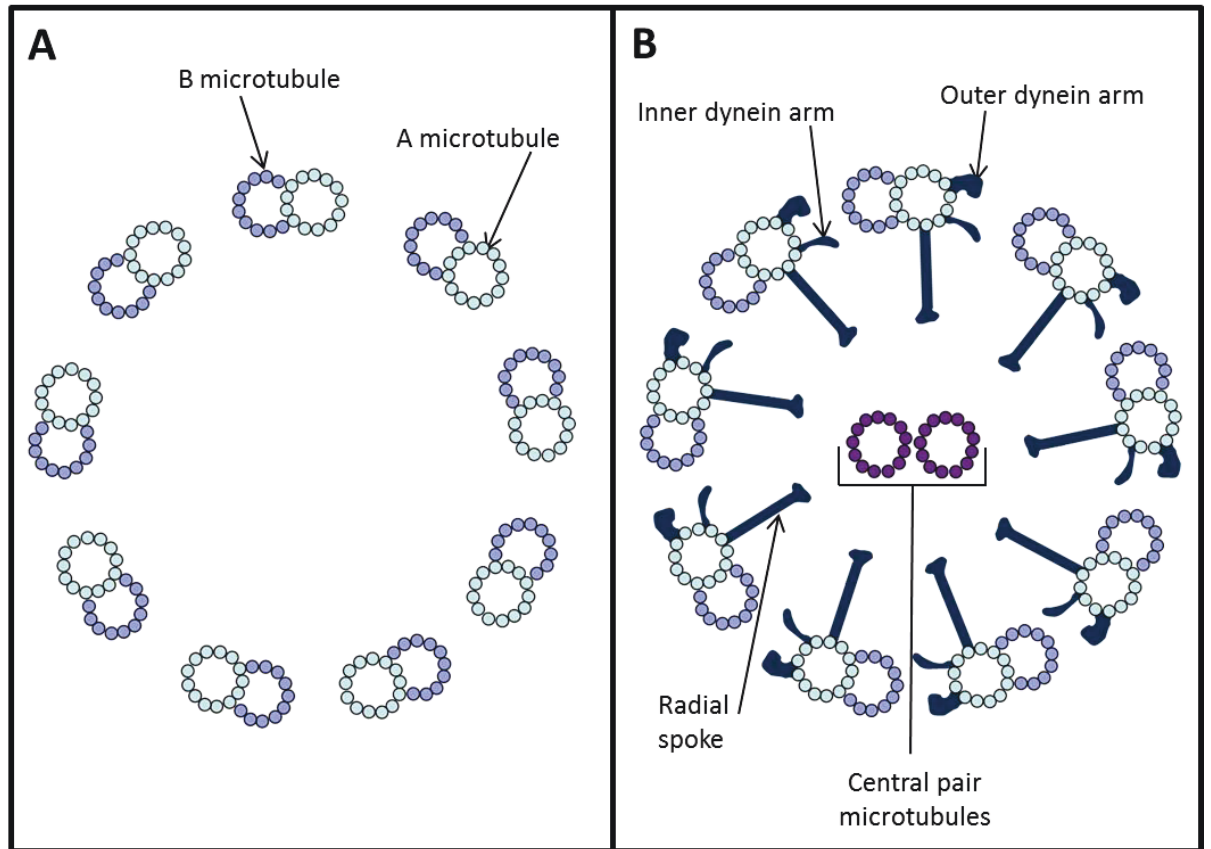 A
B microtubule
A microtubule
B
Inner dynein arm
Outer dynein arm
Radial
spoke
Central pair
microtubules